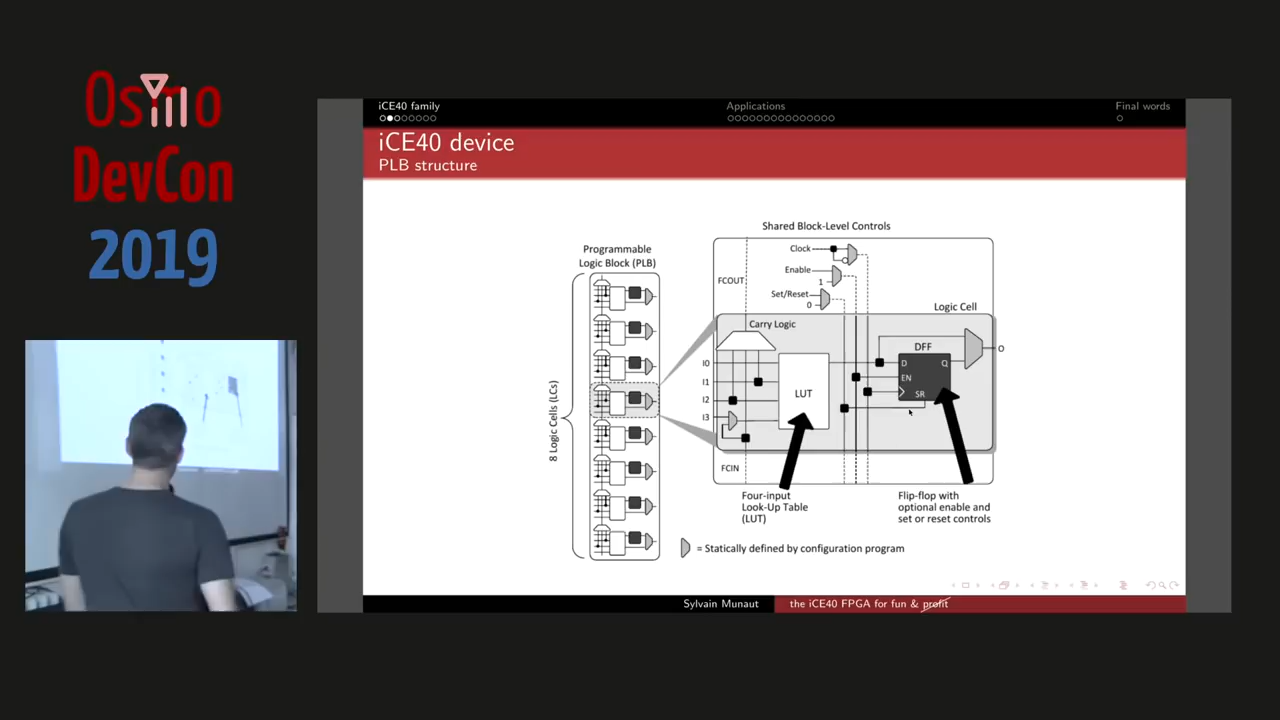 Osmo
DevCon
2019
iCE40 family
Applications
Final words
iCE40 device
PLB structure
Shared Block-Level Controls
Programmable
Logic Block (PLB)
8 Logic Cells (LCs)
Clock
Enable
1
Set/Reset
0
FCOUT
Logic Cell
Carry Logic
DFF
I0
I1
I2
I3
LUT
D
Q
EN
SR
O
FCIN
Four-input
Look-Up Table
(LUT)
Flip-flop with
optional enable and
set or reset controls
= Statically defined by configuration program
Sylvain Munaut
the iCE40 FPGA for fun & profit